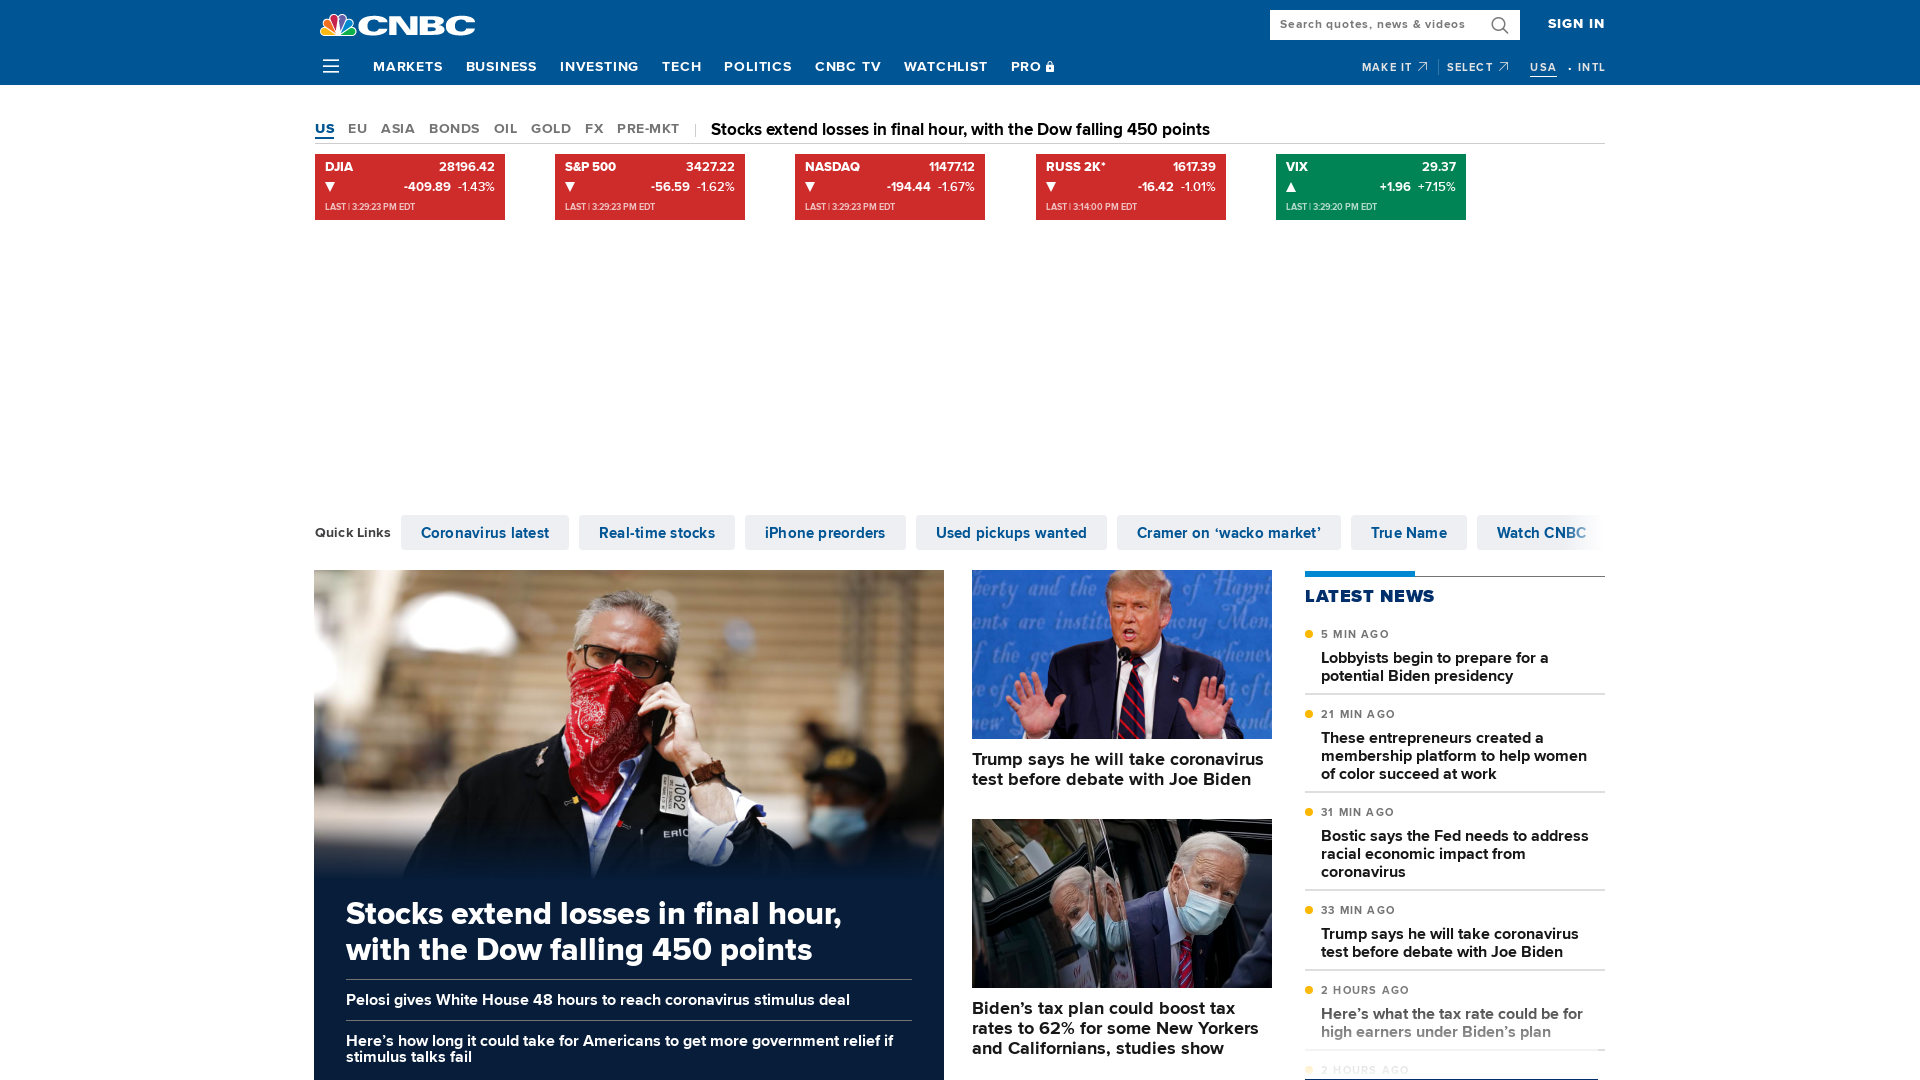 CNBC
Search quotes, news & videos
SIGN IN
MARKETS BUSINESS INVESTING TECH POLITICS CNBC TV WATCHLIST PRO
MAKE IT SELECT USA • INTL
US EU ASIA BONDS OIL GOLD FX PRE-MKT
Stocks extend losses in final hour, with the Dow falling 450 points
DJIA 28196.42
▼ -409.89 -1.43%
LAST | 3:29:23 PM EDT
S&P 500 3427.22
▼ -56.59 -1.62%
LAST | 3:29:23 PM EDT
NASDAQ 11477.12
▼ -194.44 -1.67%
LAST | 3:29:23 PM EDT
RUSS 2K* 1617.39
▼ -16.42 -1.01%
LAST | 3:14:00 PM EDT
VIX 29.37
▲ +1.96 +7.15%
LAST | 3:29:20 PM EDT
Quick Links Coronavirus latest Real-time stocks iPhone preorders Used pickups wanted Cramer on ‘wacko market’ True Name Watch CNBC
1062
ERIC
Stocks extend losses in final hour,
with the Dow falling 450 points
Pelosi gives White House 48 hours to reach coronavirus stimulus deal
Here’s how long it could take for Americans to get more government relief if
stimulus talks fail
Trump says he will take coronavirus
test before debate with Joe Biden
Biden’s tax plan could boost tax
rates to 62% for some New Yorkers
and Californians, studies show
LATEST NEWS
5 MIN AGO
Lobbyists begin to prepare for a
potential Biden presidency
21 MIN AGO
These entrepreneurs created a
membership platform to help women
of color succeed at work
31 MIN AGO
Bostic says the Fed needs to address
racial economic impact from
coronavirus
33 MIN AGO
Trump says he will take coronavirus
test before debate with Joe Biden
2 HOURS AGO
Here’s what the tax rate could be for
high earners under Biden’s plan
2 HOURS AGO